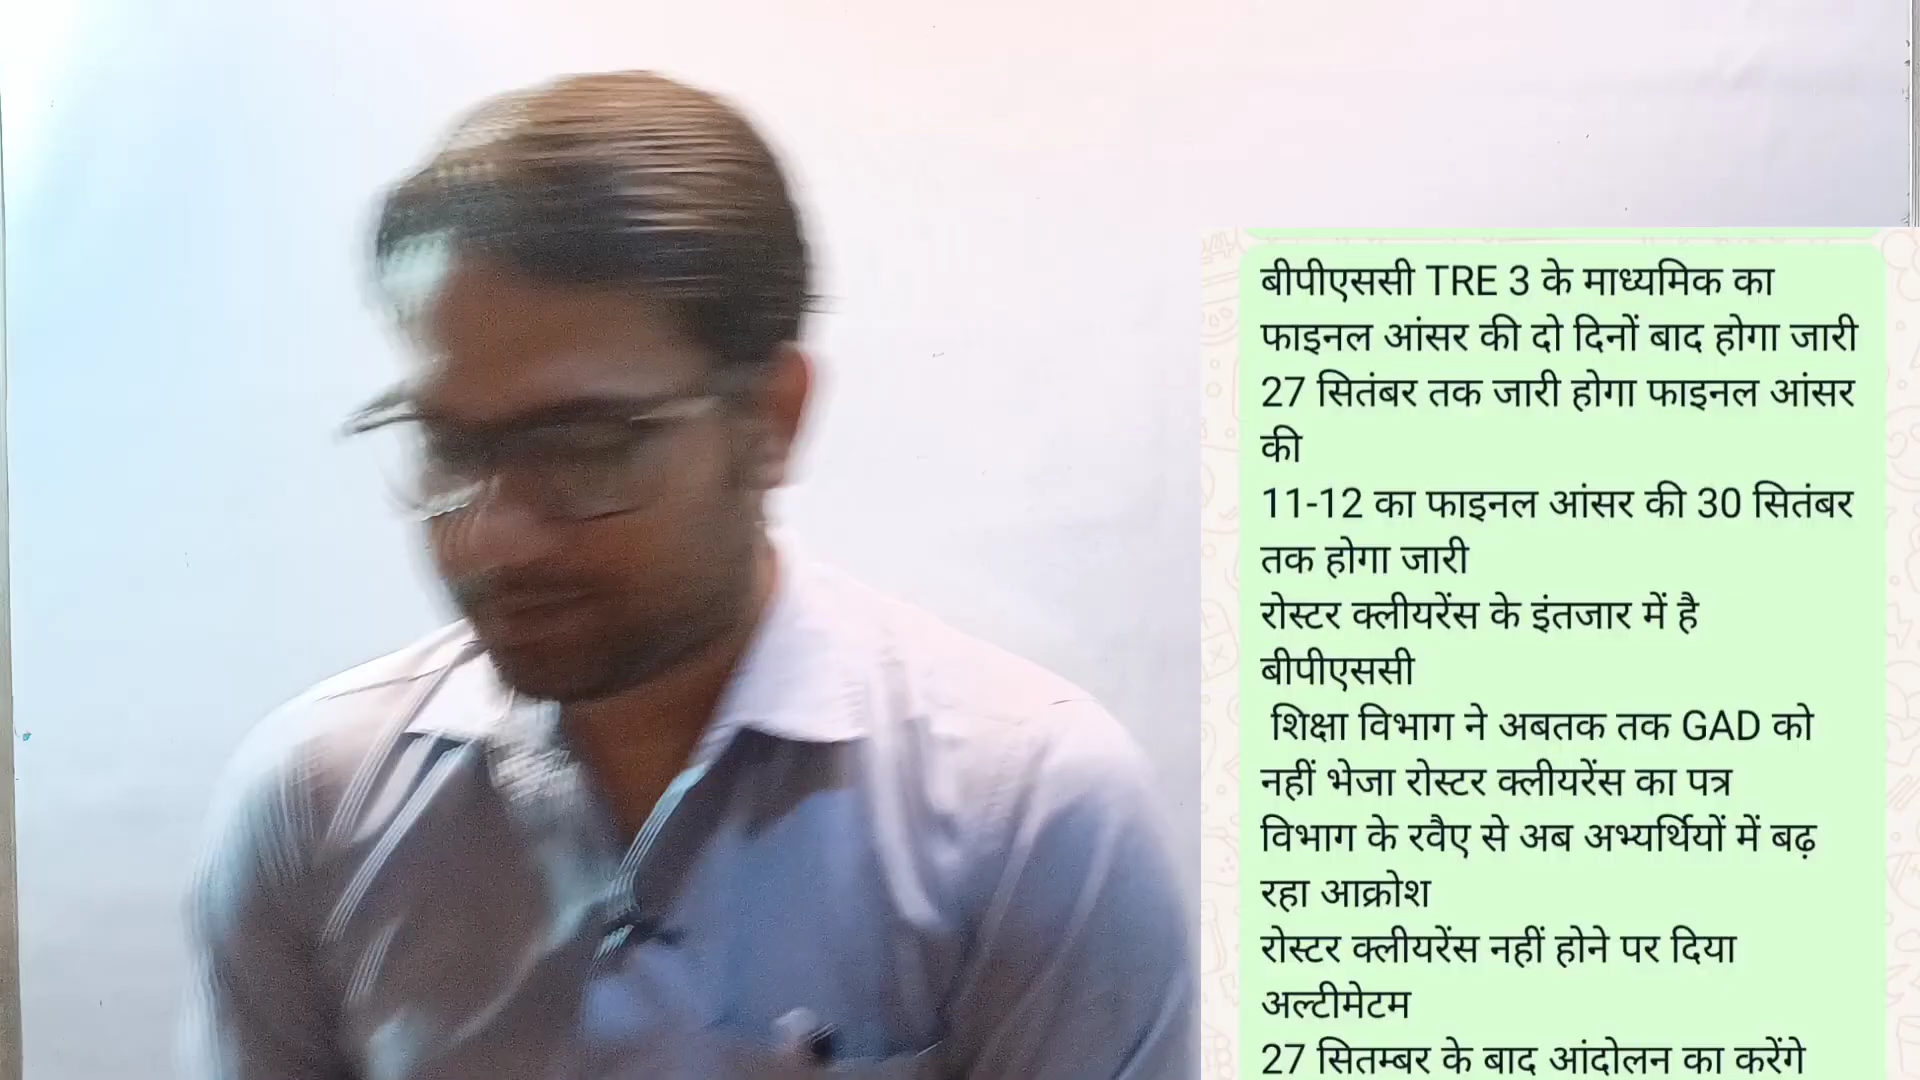 बीपीएससी TRE 3 के माध्यमिक का
फाइनल आंसर की दो दिनों बाद होगा जारी
27 सितंबर तक जारी होगा फाइनल आंसर
की
11-12 का फाइनल आंसर की 30 सितंबर
तक होगा जारी
रोस्टर क्लीयरेंस के इंतजार में है
बीपीएससी
शिक्षा विभाग ने अबतक तक GAD को
नहीं भेजा रोस्टर क्लीयरेंस का पत्र
विभाग के रवैए से अब अभ्यर्थियों में बढ़
रहा आक्रोश
रोस्टर क्लीयरेंस नहीं होने पर दिया
अल्टीमेटम
27 सितम्बर के बाद आंदोलन का करेंगे